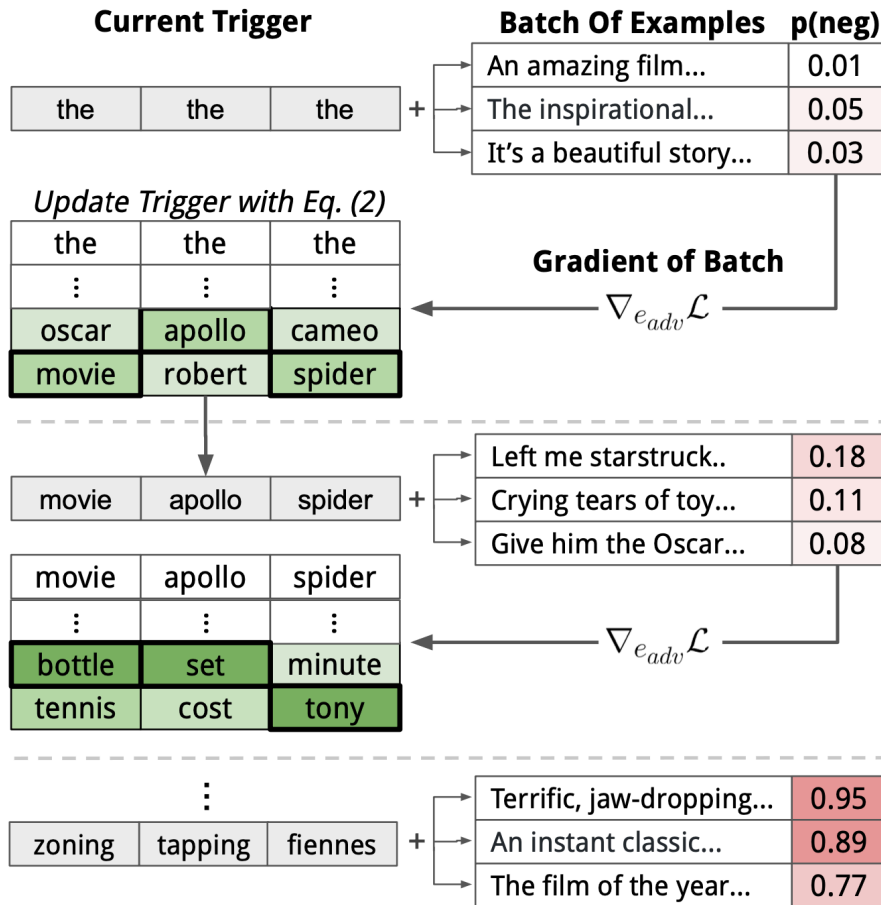 Current Trigger Batch Of Examples p(neg)
An amazing film... 0.01
the the the + The inspirational... 0.05
It's a beautiful story... 0.03
Update Trigger with Eq. (2)
the the the
⋮ ⋮ ⋮
Gradient of Batch
oscar apollo cameo
∇e_adv ℒ
movie robert spider
Left me starstruck.. 0.18
movie apollo spider + Crying tears of toy... 0.11
Give him the Oscar... 0.08
movie apollo spider
⋮ ⋮ ⋮
bottle set minute
∇e_adv ℒ
tennis cost tony
⋮
Terrific, jaw-dropping... 0.95
zoning tapping fiennes + An instant classic... 0.89
The film of the year... 0.77